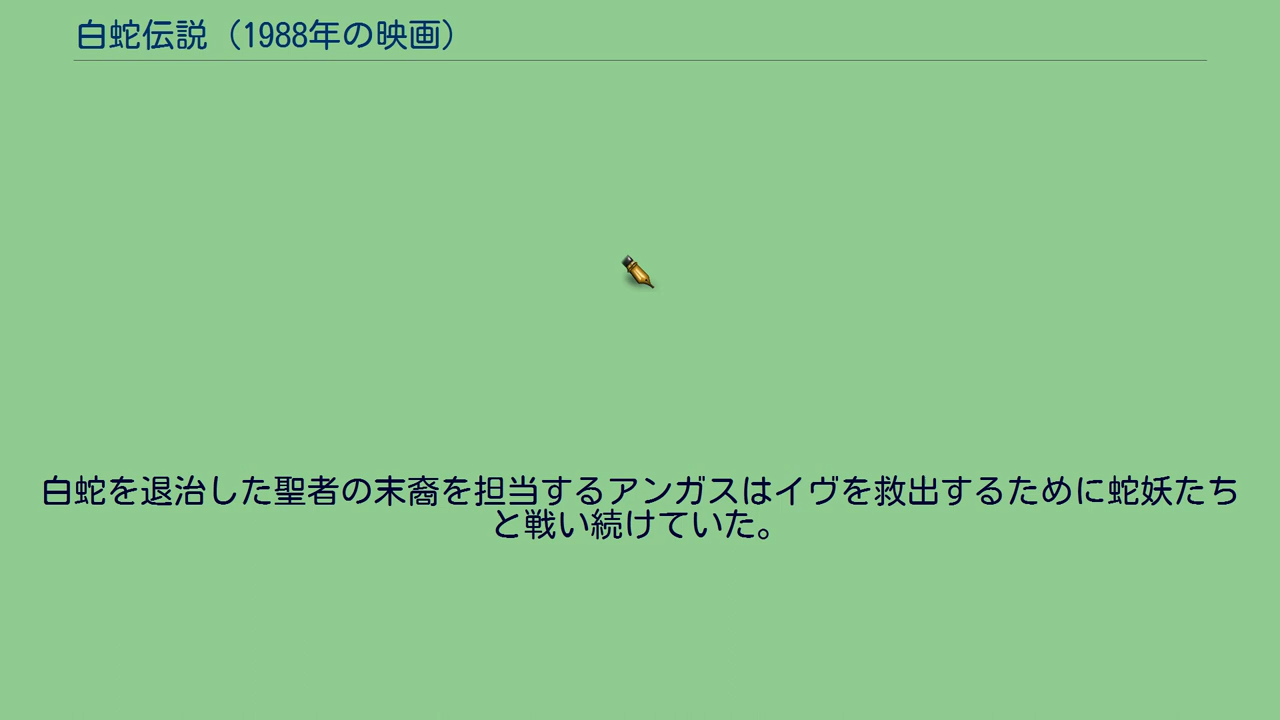 白蛇伝説（1988年の映画）
白蛇を退治した聖者の末裔を担当するアンガスはイヴを救出するために蛇妖たち
と戦い続けていた。